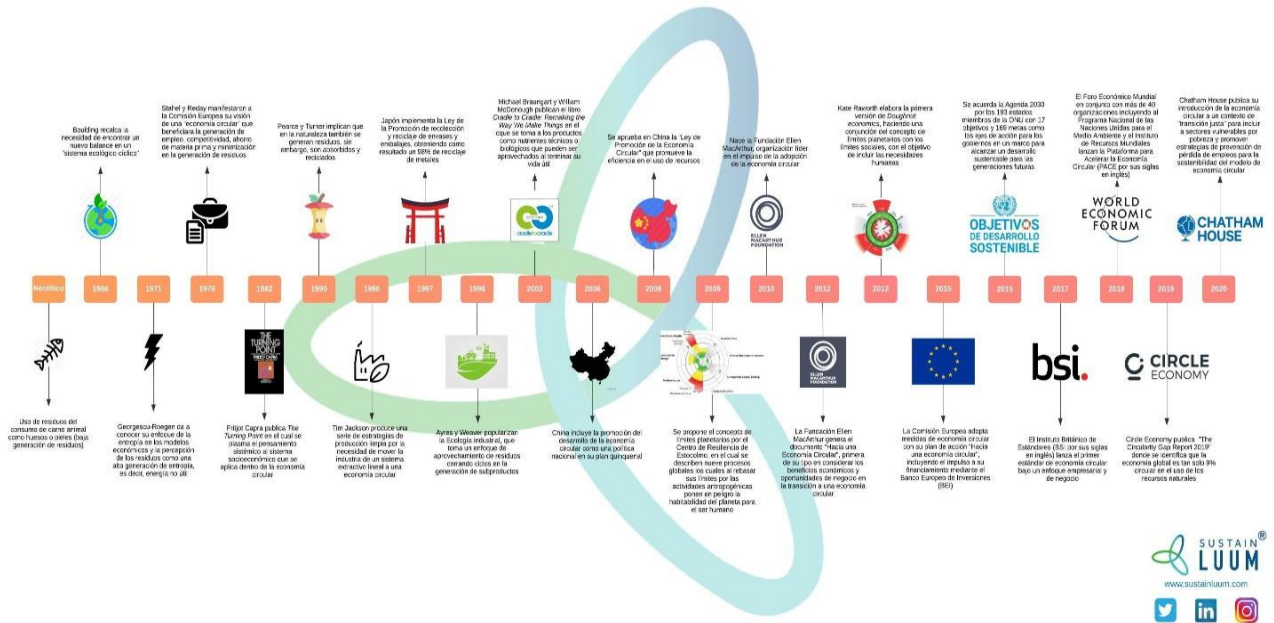 Boulding recalca la
necesidad de encontrar un
nuevo balance en un
"sistema ecológico cíclico"
Stahel y Reday manifestaron a
la Comisión Europea su visión
de una "economía circular" que
beneficiara la generación de
empleo, competitividad, ahorro
de materia prima y minimización
en la generación de residuos
Pearce y Turner implican que
en la naturaleza también se
generan residuos, sin
embargo, son absorbidos y
reciclados
Japón implementa la Ley de
la Promoción de recolección
y reciclaje de envases y
embalajes, obteniendo como
resultado un 98% de reciclaje
de metales
Michael Braungart y William
McDonough publican el libro
Cradle to Cradle: Remaking the
Way We Make Things en el
que se toma a los productos
como nutrientes técnicos o
biológicos que pueden ser
aprovechados al terminar su
vida útil
Se aprueba en China la "Ley de
Promoción de la Economía
Circular" que promueve la
eficiencia en el uso de recursos
Nace la Fundación Ellen
MacArthur, organización líder
en el impulso de la adopción
de la economía circular
Kate Raworth elabora la primera
versión de Doughnut
economics, haciendo una
conjunción del concepto de
límites planetarios con los
límites sociales, con el objetivo
de incluir las necesidades
humanas
Se acuerda la Agenda 2030
por los 193 estados
miembros de la ONU con 17
objetivos y 169 metas como
los ejes de acción para los
gobiernos en un marco para
alcanzar un desarrollo
sustentable para las
generaciones futuras
El Foro Económico Mundial
en conjunto con más de 40
organizaciones incluyendo al
Programa Nacional de las
Naciones Unidas para el
Medio Ambiente y el Instituto
de Recursos Mundiales
lanzan la Plataforma para
Acelerar la Economía
Circular (PACE por sus siglas
en inglés)
Chatham House publica su
introducción de la economía
circular a un contexto de
"transición justa" para incluir
a sectores vulnerables por
pobreza y promover
estrategias de prevención de
pérdida de empleos para la
sostenibilidad del modelo de
economía circular
cradletocradle
ELLEN
MACARTHUR
FOUNDATION
OBJETIVOS
DE DESARROLLO
SOSTENIBLE
WORLD
ECONOMIC
FORUM
CHATHAM
HOUSE
Neolítico
1966
1971
1976
1982
1990
1996
1997
1998
2002
2006
2008
2009
2010
2012
2012
2015
2015
2017
2018
2019
2020
THE
TURNING
POINT
FRITJOF CAPRA
ELLEN
MACARTHUR
FOUNDATION
bsi.
CIRCLE
ECONOMY
Uso de residuos del
consumo de carne animal
como huesos o pieles (baja
generación de residuos)
Georgescu-Roegen da a
conocer su enfoque de la
entropía en los modelos
económicos y la percepción
de los residuos como una
alta generación de entropía,
es decir, energía no útil
Fritjot Capra publica The
Turning Point en el cual se
plasma el pensamiento
sistémico al sistema
socioeconómico que se
aplica dentro de la economía
circular
Tim Jackson produce una
serie de estrategias de
producción limpia por la
necesidad de mover la
industria de un sistema
extractivo lineal a una
economía circular
Ayres y Weaver popularizan
la Ecología industrial, que
toma un enfoque de
aprovechamiento de residuos
cerrando ciclos en la
generación de subproductos
China incluye la promoción del
desarrollo de la economía
circular como una política
nacional en su plan quinquenal
Se propone el concepto de
límites planetarios por el
Centro de Resiliencia de
Estocolmo, en el cual se
describen nueve procesos
globales los cuales al rebasar
sus límites por las
actividades antropogénicas
ponen en peligro la
habitabilidad del planeta para
el ser humano
La Fundación Ellen
MacArthur genera el
documento "Hacia una
Economía Circular", primera
de su tipo en considerar los
beneficios económicos y
oportunidades de negocio en
la transición a una economía
circular
La Comisión Europea adopta
medidas de economía circular
con su plan de acción "Hacia
una economía circular",
incluyendo el impulso a su
financiamiento mediante el
Banco Europeo de Inversiones
(BEI)
El Instituto Británico de
Estándares (BSI por sus siglas
en inglés) lanza el primer
estándar de economía circular
bajo un enfoque empresarial y
de negocio
Circle Economy publica "The
Circularity Gap Report 2019"
donde se identifica que la
economía global es tan solo 9%
circular en el uso de los
recursos naturales
SUSTAIN
LUUM®
www.sustainluum.com
in